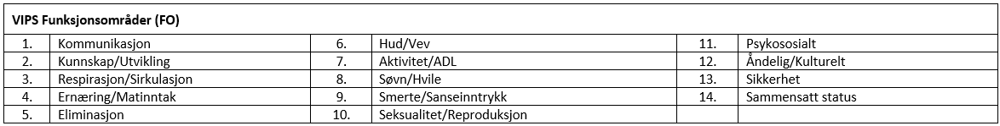 VIPS Funksjonsområder (FO)
1. Kommunikasjon 6. Hud/Vev 11. Psykososialt
2. Kunnskap/Utvikling 7. Aktivitet/ADL 12. Åndelig/Kulturelt
3. Respirasjon/Sirkulasjon 8. Søvn/Hvile 13. Sikkerhet
4. Ernæring/Matinntak 9. Smerte/Sanseinntrykk 14. Sammensatt status
5. Eliminasjon 10. Seksualitet/Reproduksjon